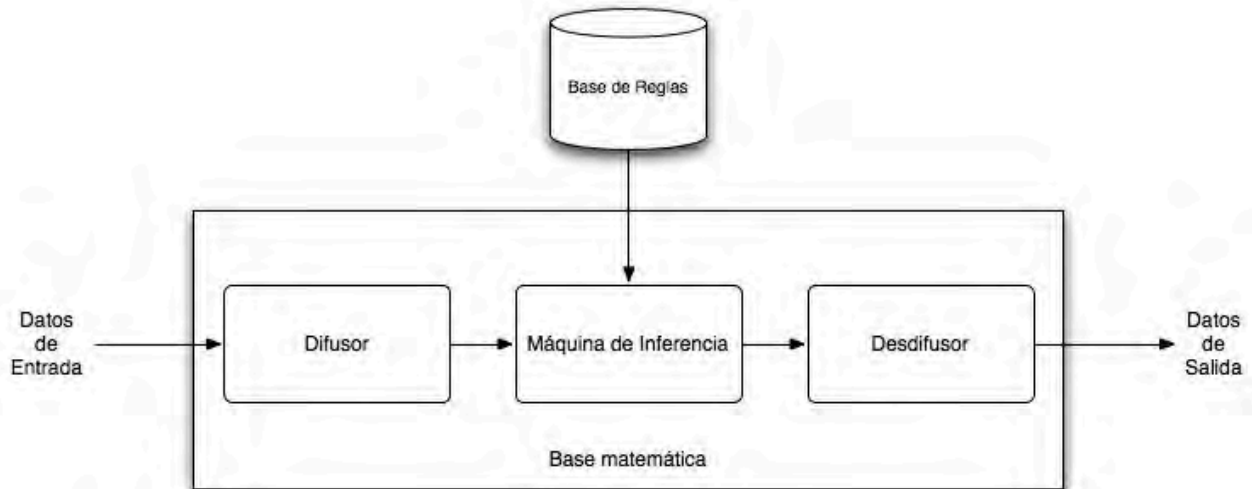 Base de Reglas
Datos
de
Entrada
Difusor
Máquina de Inferencia
Desdifusor
Datos
de
Salida
Base matemática